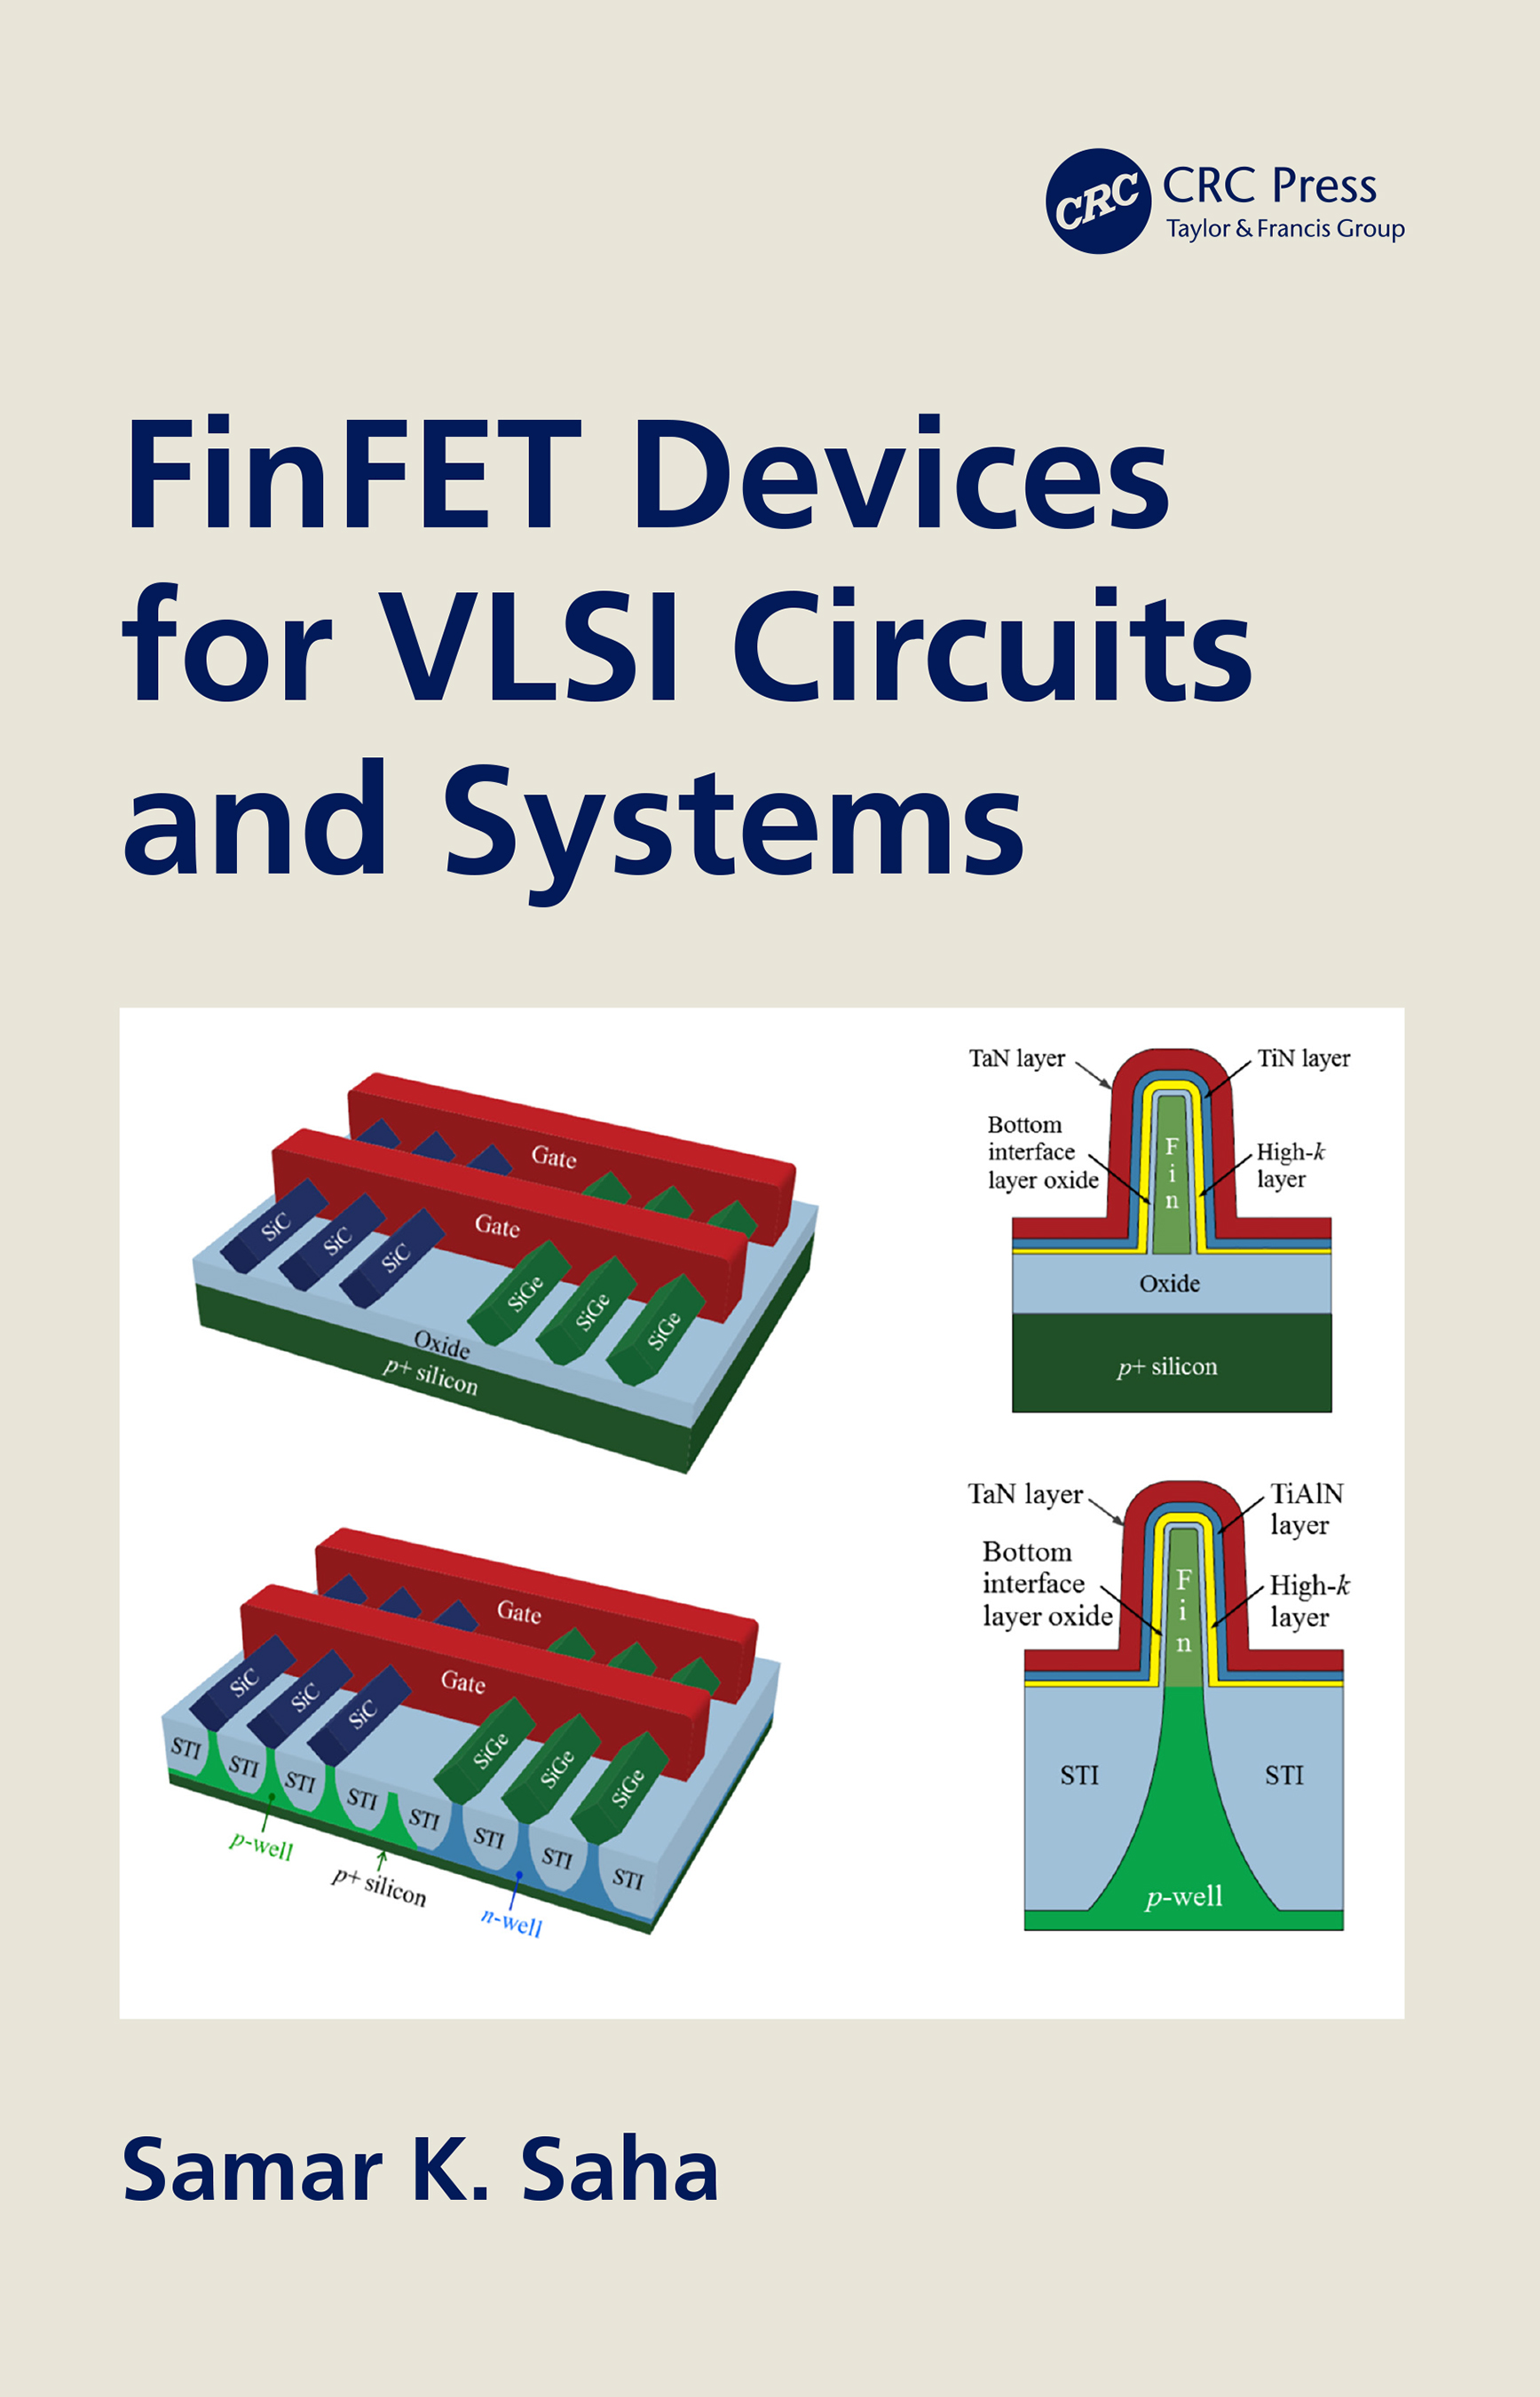 CRC
CRC Press
Taylor & Francis Group
FinFET Devices
for VLSI Circuits
and Systems
Gate
Gate
SiC
SiC
SiC
SiGe
SiGe
SiGe
Oxide
p+ silicon
TaN layer
TiN layer
Bottom
interface
layer oxide
Fin
High-k
layer
Oxide
p+ silicon
Gate
Gate
SiC
SiC
SiC
SiGe
SiGe
SiGe
STI
STI
STI
STI
STI
STI
STI
STI
p-well
p+ silicon
n-well
TaN layer
TiAlN
layer
Bottom
interface
layer oxide
Fin
High-k
layer
STI
STI
p-well
Samar K. Saha